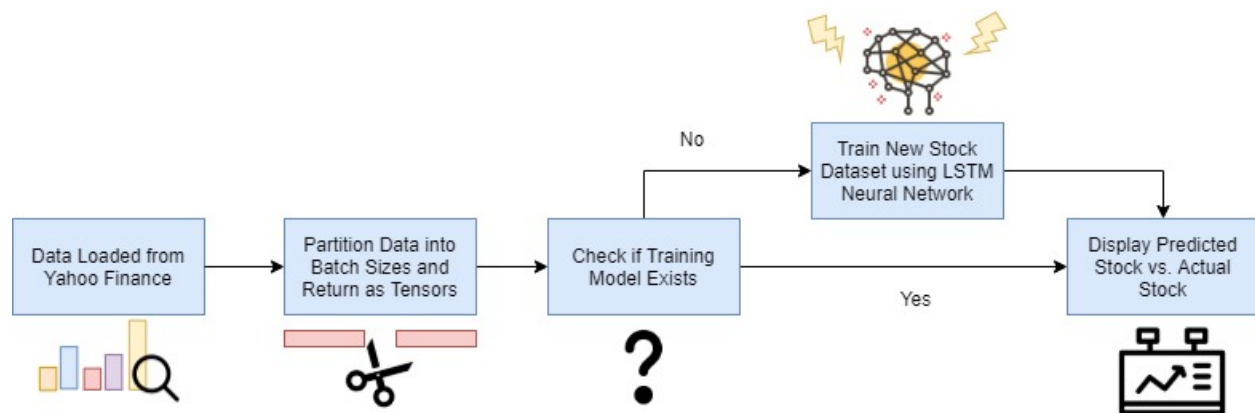 Data Loaded from
Yahoo Finance
Partition Data into
Batch Sizes and
Return as Tensors
Check if Training
Model Exists
No
Train New Stock
Dataset using LSTM
Neural Network
Yes
Display Predicted
Stock vs. Actual
Stock